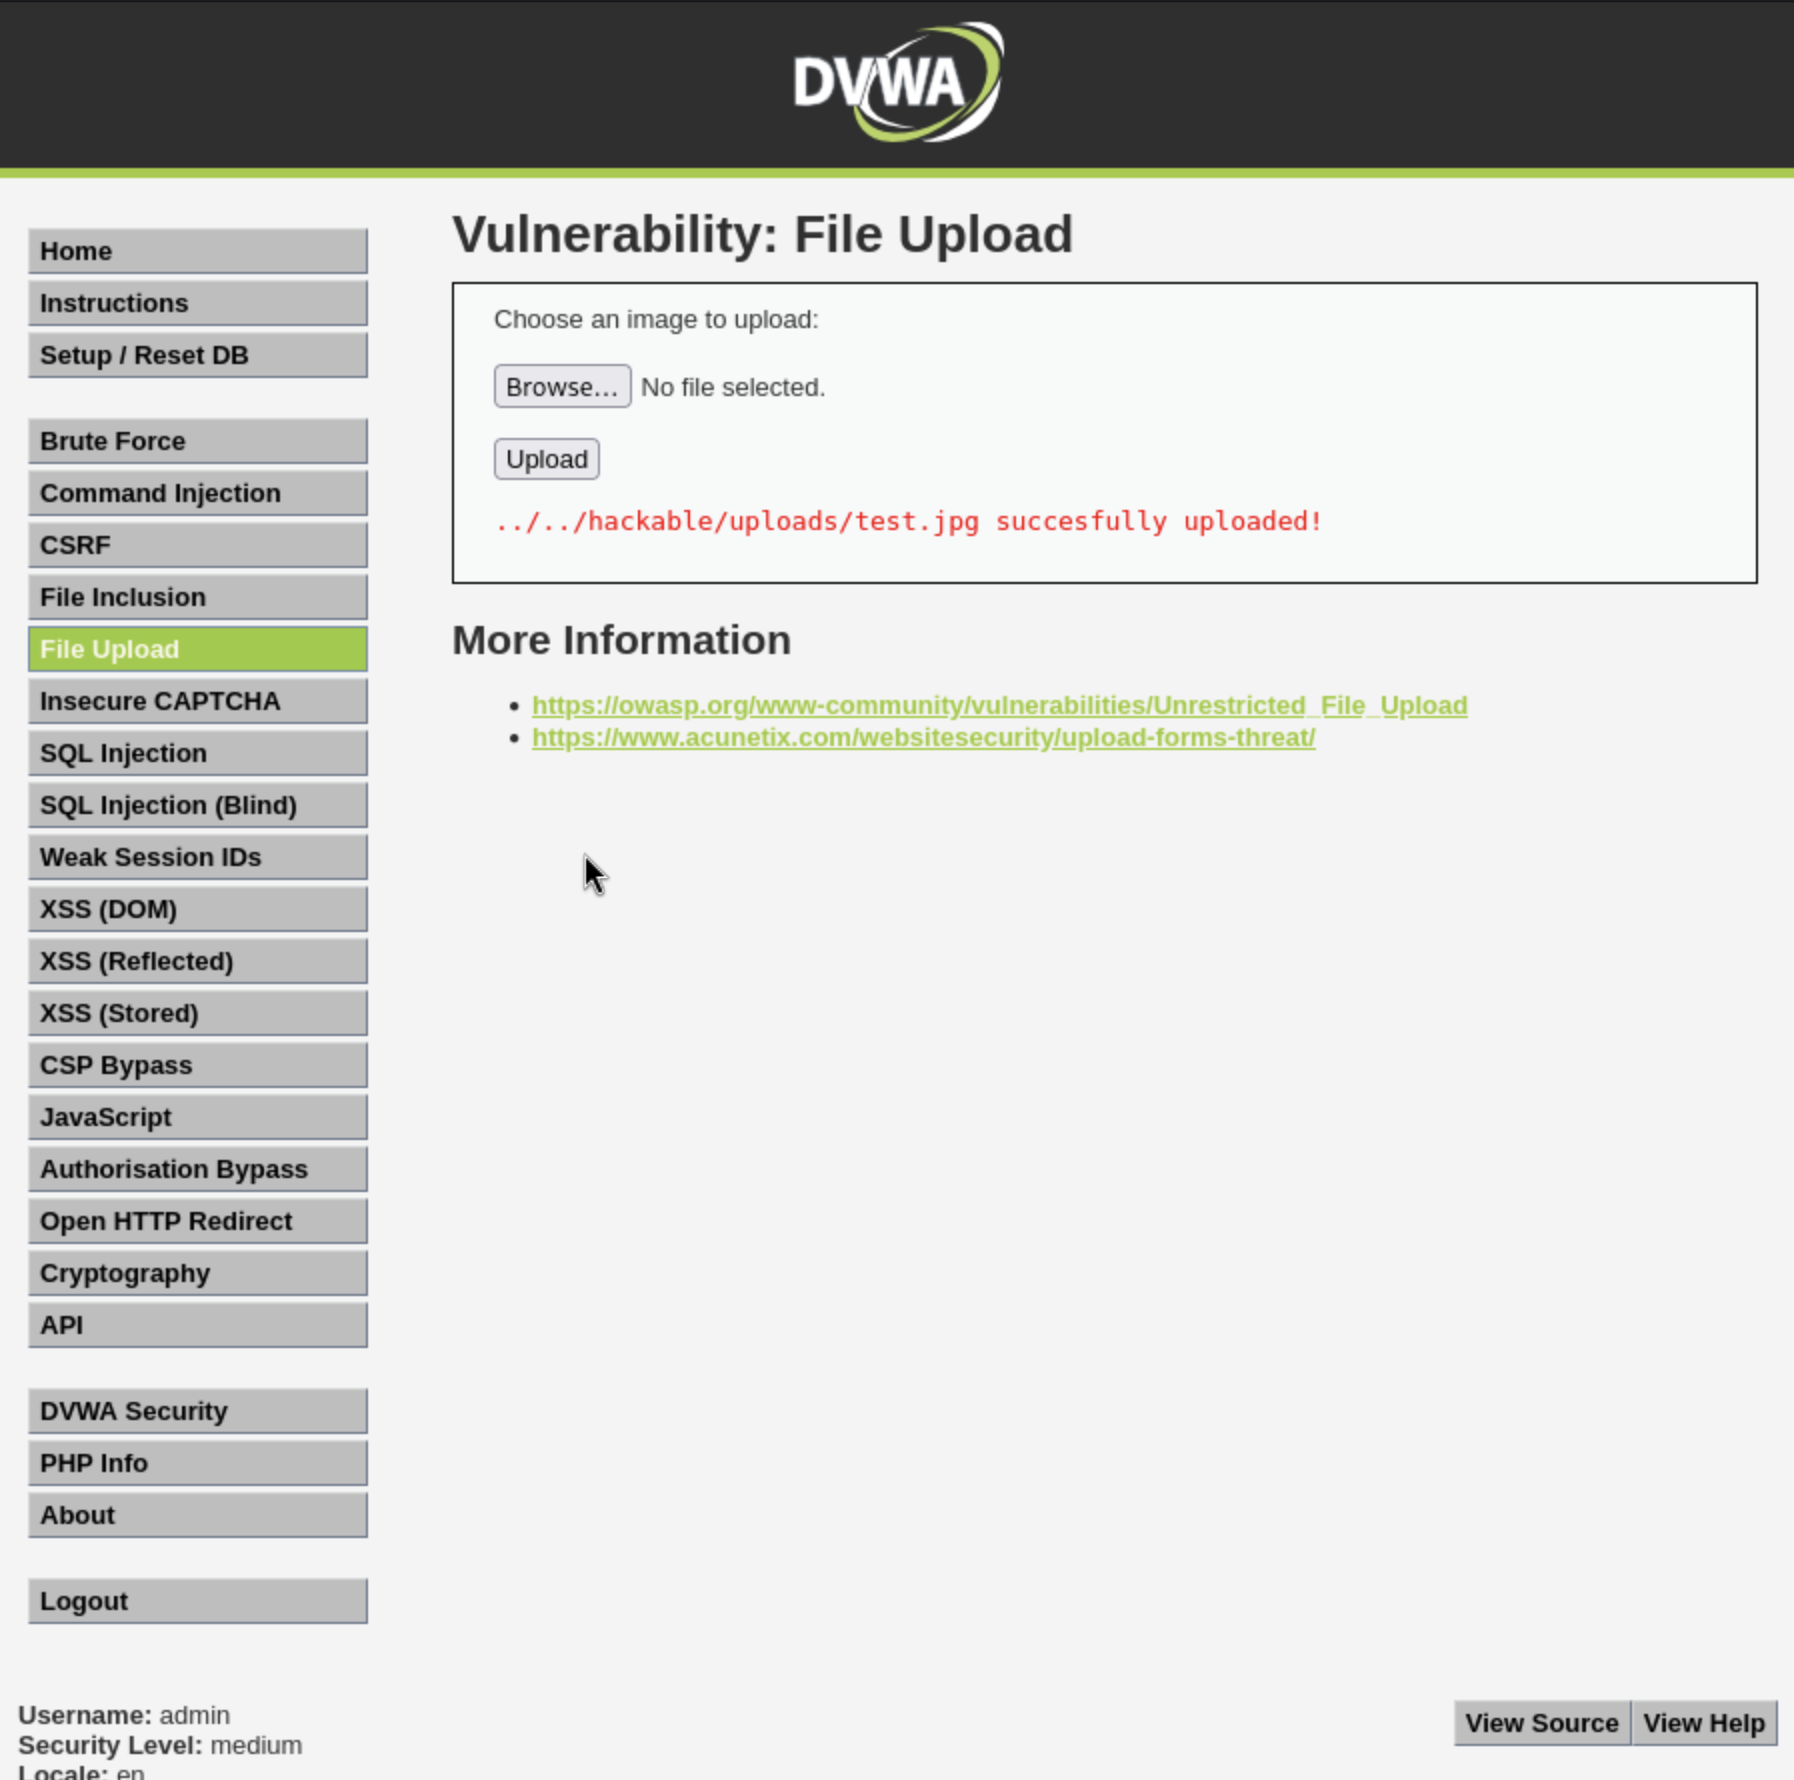 DVWA
Vulnerability: File Upload
Home
Instructions
Setup / Reset DB
Brute Force
Command Injection
CSRF
File Inclusion
File Upload
Insecure CAPTCHA
SQL Injection
SQL Injection (Blind)
Weak Session IDs
XSS (DOM)
XSS (Reflected)
XSS (Stored)
CSP Bypass
JavaScript
Authorisation Bypass
Open HTTP Redirect
Cryptography
API
DVWA Security
PHP Info
About
Logout
Choose an image to upload:
Browse... No file selected.
Upload
../../hackable/uploads/test.jpg succesfully uploaded!
More Information
https://owasp.org/www-community/vulnerabilities/Unrestricted_File_Upload
https://www.acunetix.com/websitesecurity/upload-forms-threat/
Username: admin
Security Level: medium
Locale: en
View Source View Help